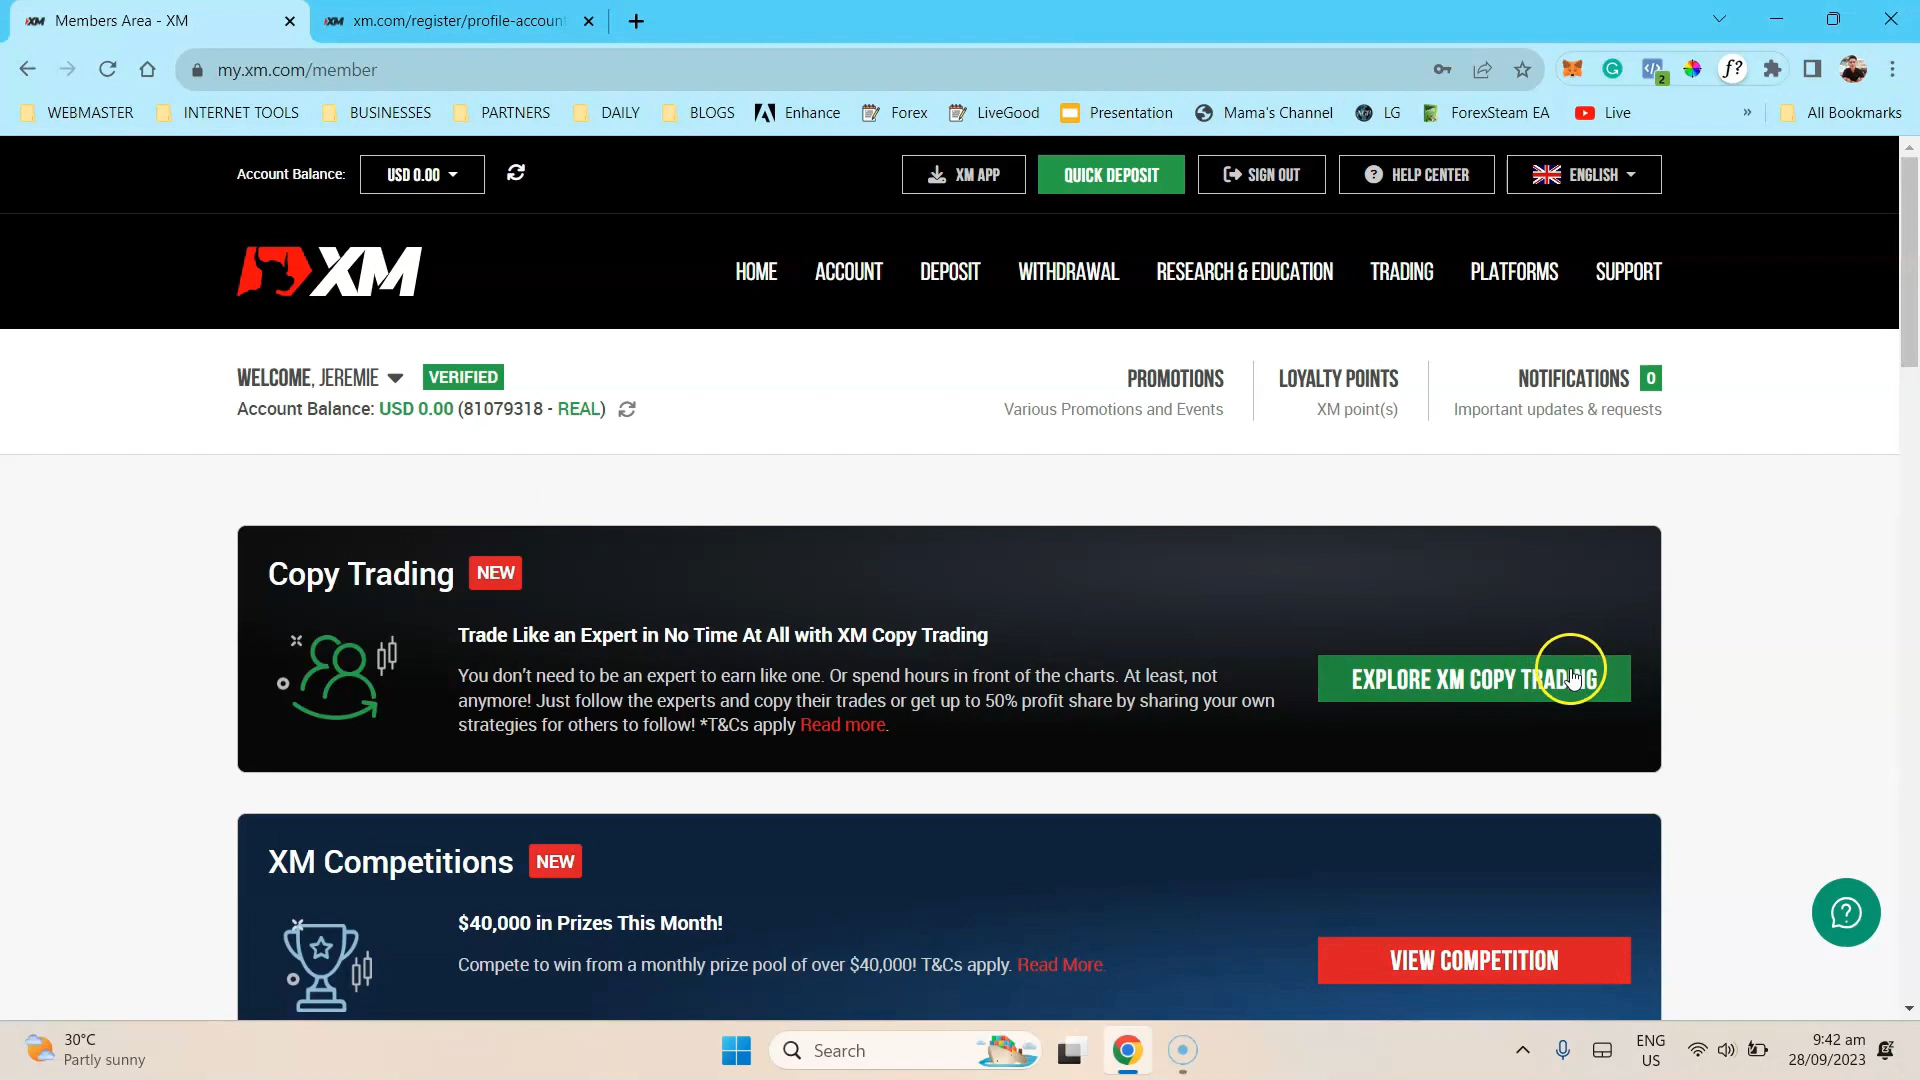 Members Area - XM
xm.com/register/profile-account
my.xm.com/member
2
f?
WEBMASTER INTERNET TOOLS BUSINESSES PARTNERS DAILY BLOGS Enhance Forex LiveGood Presentation Mama's Channel LG ForexSteam EA Live » All Bookmarks
Account Balance: USD 0.00 XM APP QUICK DEPOSIT SIGN OUT HELP CENTER ENGLISH
XM HOME ACCOUNT DEPOSIT WITHDRAWAL RESEARCH & EDUCATION TRADING PLATFORMS SUPPORT
WELCOME, JEREMIE VERIFIED PROMOTIONS LOYALTY POINTS NOTIFICATIONS 0
Account Balance: USD 0.00 (81079318 - REAL) Various Promotions and Events XM point(s) Important updates & requests
Copy Trading NEW
Trade Like an Expert in No Time At All with XM Copy Trading
You don't need to be an expert to earn like one. Or spend hours in front of the charts. At least, not
anymore! Just follow the experts and copy their trades or get up to 50% profit share by sharing your own
strategies for others to follow! *T&Cs apply Read more.
EXPLORE XM COPY TRADING
XM Competitions NEW
$40,000 in Prizes This Month!
Compete to win from a monthly prize pool of over $40,000! T&Cs apply. Read More.
VIEW COMPETITION
30°C
Partly sunny
Search
ENG
US
9:42 am
28/09/2023